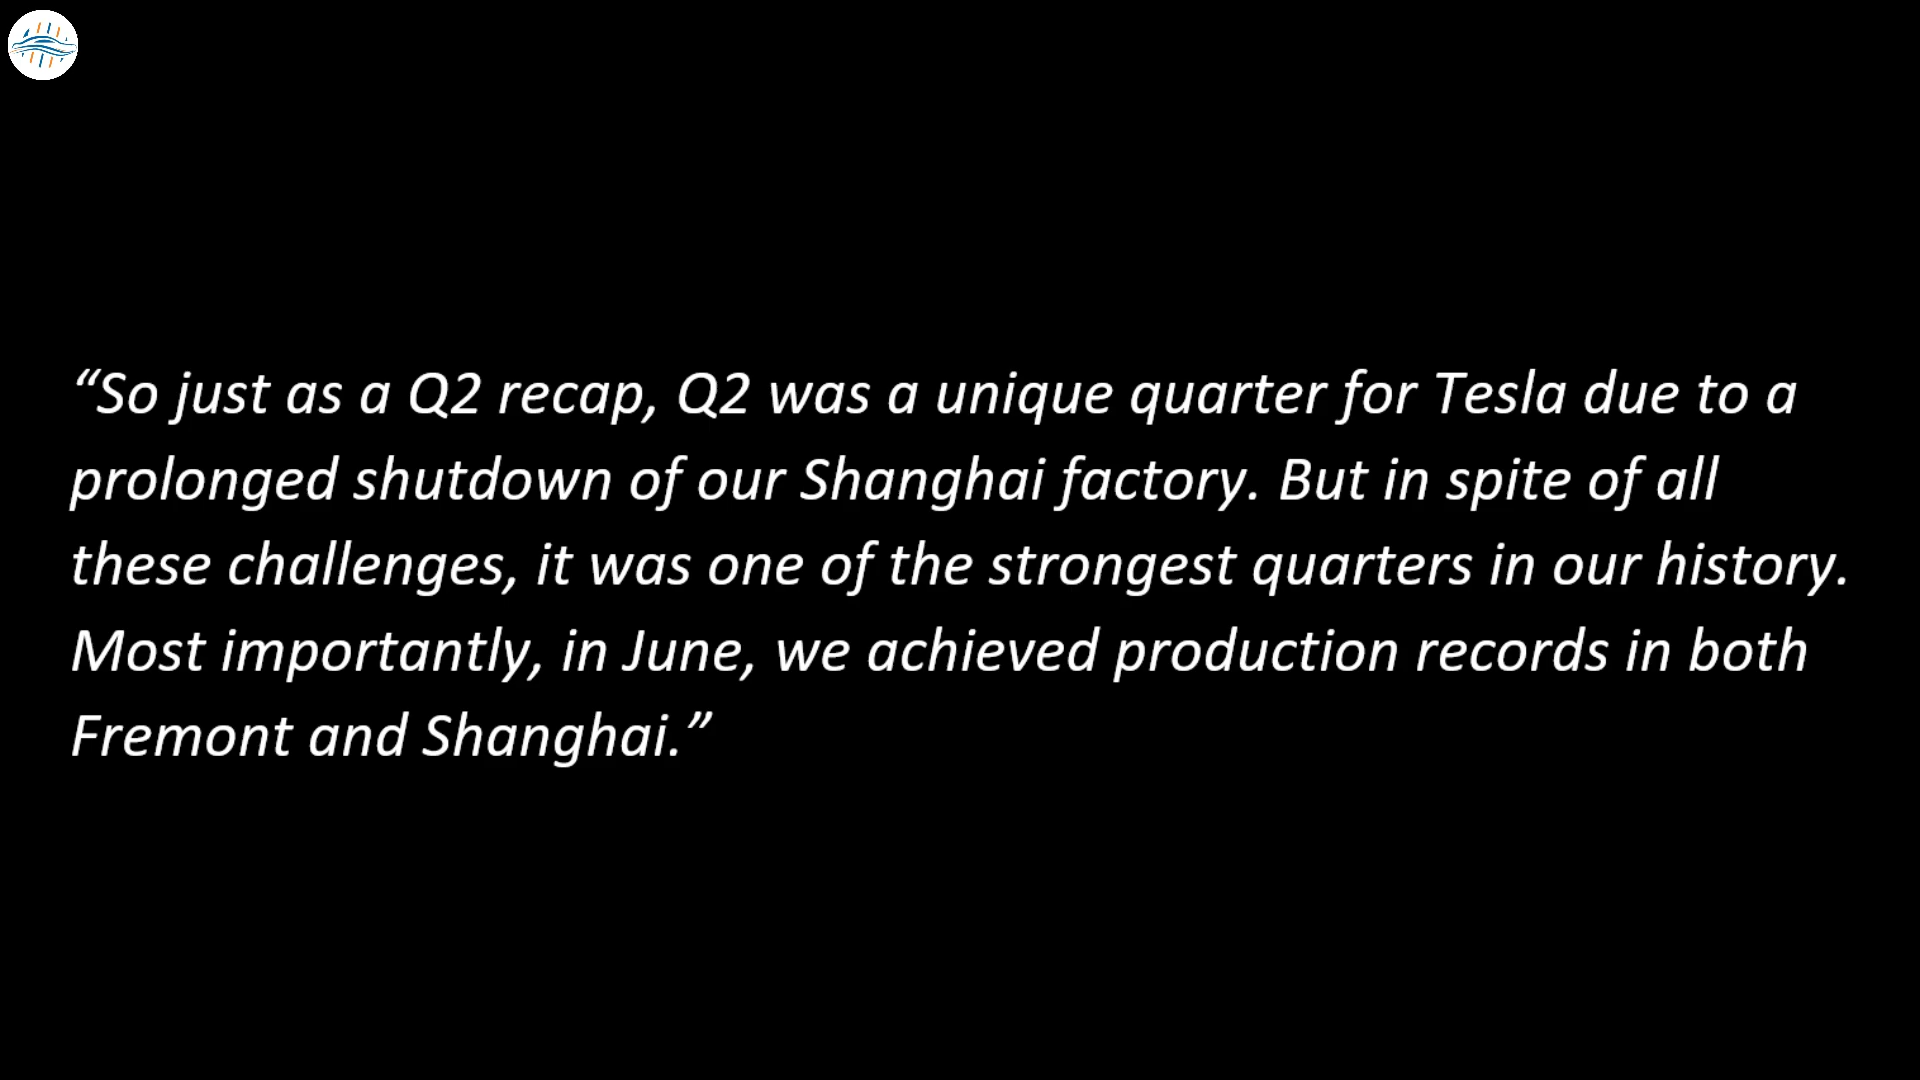 “So just as a Q2 recap, Q2 was a unique quarter for Tesla due to a
prolonged shutdown of our Shanghai factory. But in spite of all
these challenges, it was one of the strongest quarters in our history.
Most importantly, in June, we achieved production records in both
Fremont and Shanghai.”